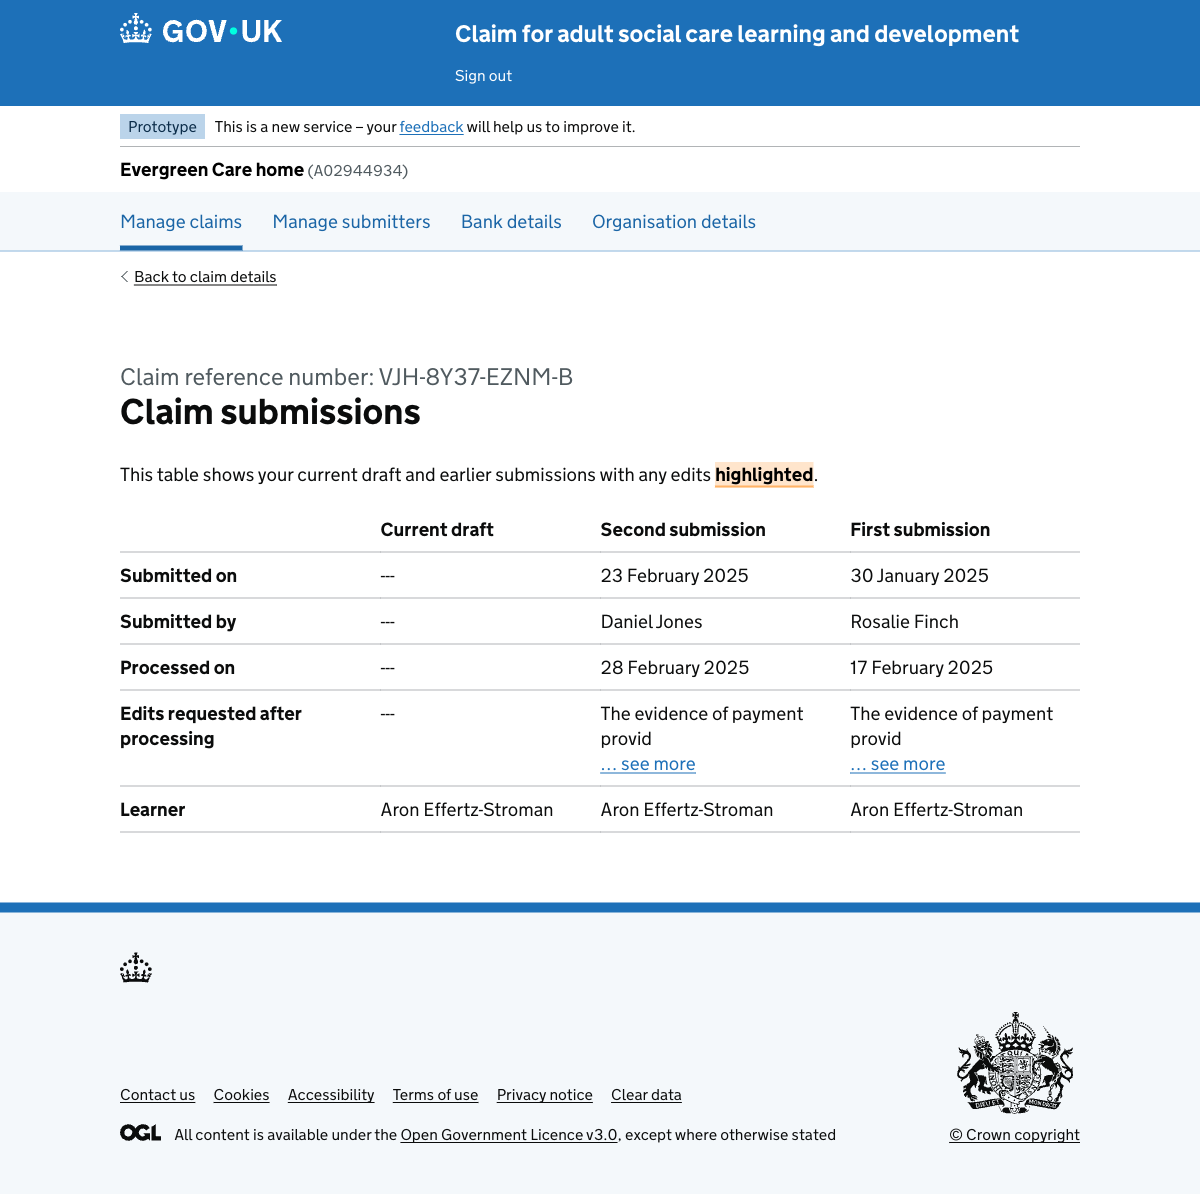 GOV•UK
Claim for adult social care learning and development
Sign out
Prototype This is a new service – your feedback will help us to improve it.
Evergreen Care home (A02944934)
Manage claims Manage submitters Bank details Organisation details
Back to claim details
Claim reference number: VJH-8Y37-EZNM-B
Claim submissions
This table shows your current draft and earlier submissions with any edits highlighted.
Current draft Second submission First submission
Submitted on --- 23 February 2025 30 January 2025
Submitted by --- Daniel Jones Rosalie Finch
Processed on --- 28 February 2025 17 February 2025
Edits requested after --- The evidence of payment The evidence of payment
processing provid provid
… see more … see more
Learner Aron Effertz-Stroman Aron Effertz-Stroman Aron Effertz-Stroman
Contact us Cookies Accessibility Terms of use Privacy notice Clear data
OGL All content is available under the Open Government Licence v3.0, except where otherwise stated
© Crown copyright